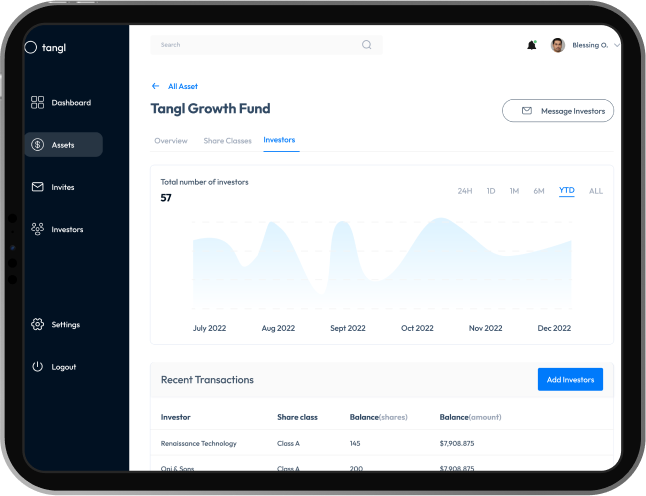 tangl
Search
Blessing O.
Dashboard
Assets
Invites
Investors
Settings
Logout
All Asset
Tangl Growth Fund
Message Investors
Overview Share Classes Investors
Total number of investors
57
24H 1D 1M 6M YTD ALL
July 2022 Aug 2022 Sept 2022 Oct 2022 Nov 2022 Dec 2022
Recent Transactions
Add Investors
Investor Share class Balance(shares) Balance(amount)
Renaissance Technology Class A 145 $7,908.875
Oni & Sons Class A 200 $7,908.875